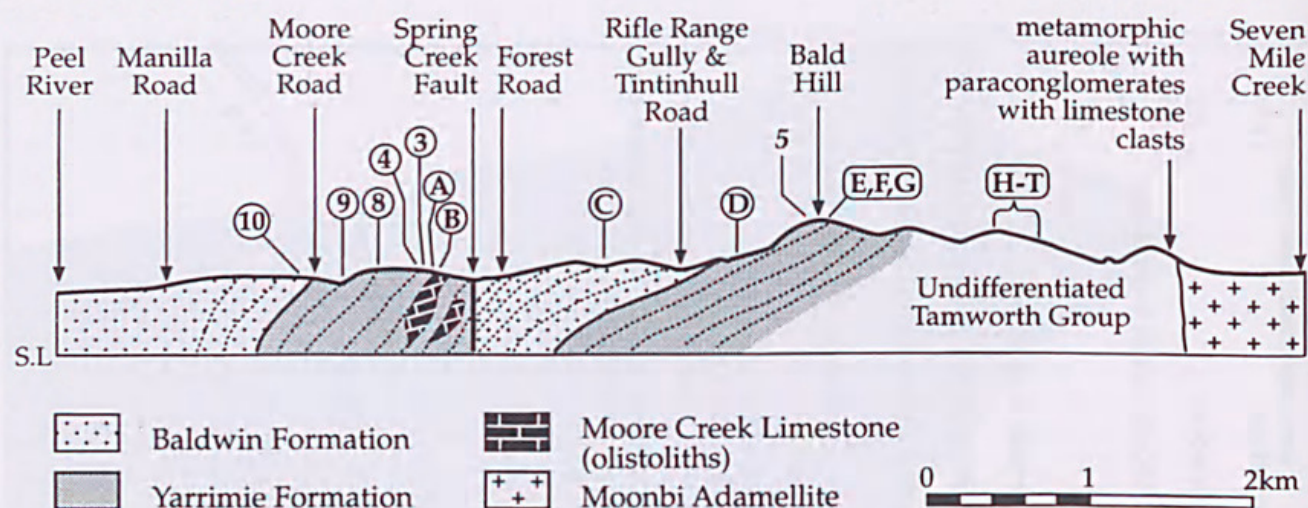 Peel
River
Manilla
Road
Moore
Creek
Road
Spring
Creek
Fault
Forest
Road
Rifle Range
Gully &
Tintinhull
Road
Bald
Hill
metamorphic
aureole with
paraconglomerates
with limestone
clasts
Seven
Mile
Creek
10
9
8
4
3
A
B
C
D
5
E,F,G
H-T
Undifferentiated
Tamworth Group
S.L
Baldwin Formation
Yarrimie Formation
Moore Creek Limestone
(olistoliths)
Moonbi Adamellite
0 1 2km